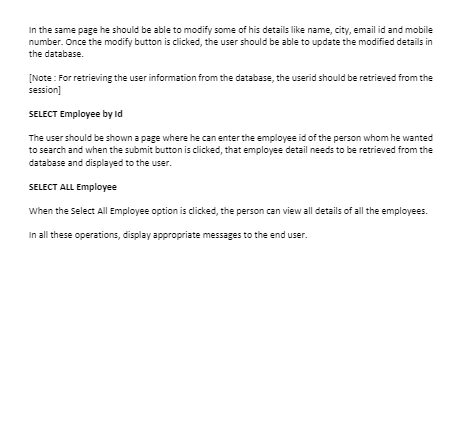 In the same page he should be able to modify some of his details like name, city, email id and mobile
number. Once the modify button is clicked, the user should be able to update the modified details in
the database.
[Note : For retrieving the user information from the database, the userid should be retrieved from the
session]
SELECT Employee by Id
The user should be shown a page where he can enter the employee id of the person whom he wanted
to search and when the submit button is clicked, that employee detail needs to be retrieved from the
database and displayed to the user.
SELECT ALL Employee
When the Select All Employee option is clicked, the person can view all details of all the employees.
In all these operations, display appropriate messages to the end user.